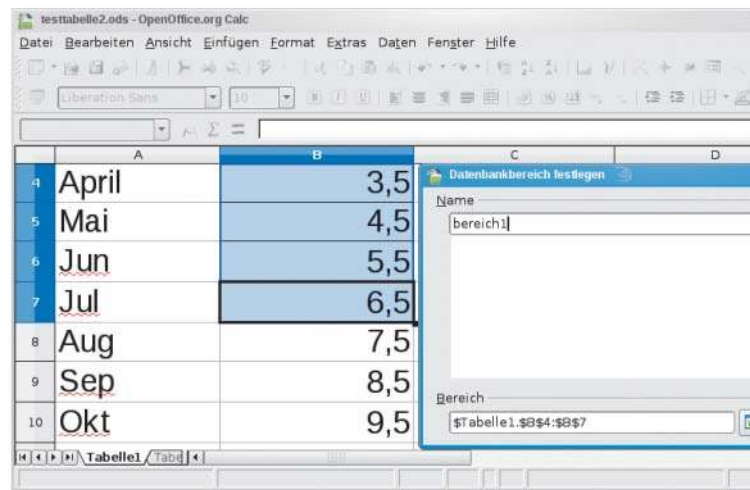 testtabelle2.ods - OpenOffice.org Calc
Datei Bearbeiten Ansicht Einfügen Format Extras Daten Fenster Hilfe
Liberation Sans 10
A B C D
4 April 3,5
5 Mai 4,5
6 Jun 5,5
7 Jul 6,5
8 Aug 7,5
9 Sep 8,5
10 Okt 9,5
Datenbankbereich festlegen
Name
bereich1
Bereich
$Tabelle1.$B$4:$B$7
Tabelle1 Tabe